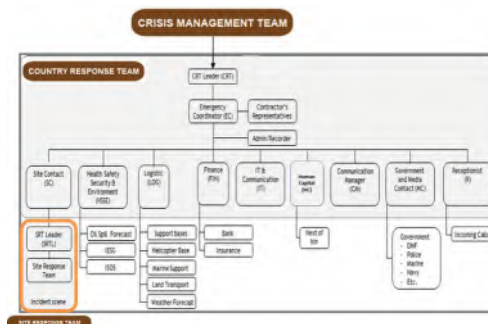 CRISIS MANAGEMENT TEAM
COUNTRY RESPONSE TEAM
CRT Leader (CRT)
Emergency
Coordinator (EC)
Contractor's
Representatives
Admin/Recorder
Site Contact
(SC)
Health Safety
Security &
Environment
(HSSE)
Logistic
(LOG)
Finance
(FIN)
IT &
Communication
(IT)
Human
Capital
(HC)
Communication
Manager
(CM)
Government
and Media
Contact (MC)
Receptionist
(R)
SRT Leader
(SRTL)
Site Response
Team
Incident scene
Oil Spill Forecast
ISOS
Support Bases
Helicopter Base
Marine Support
Land Transport
Weather Forecast
Bank
Insurance
Next of
kin
Government
- DMF
- Police
- Marine
- Navy
- Etc.
Incoming Calls
SITE RESPONSE TEAM